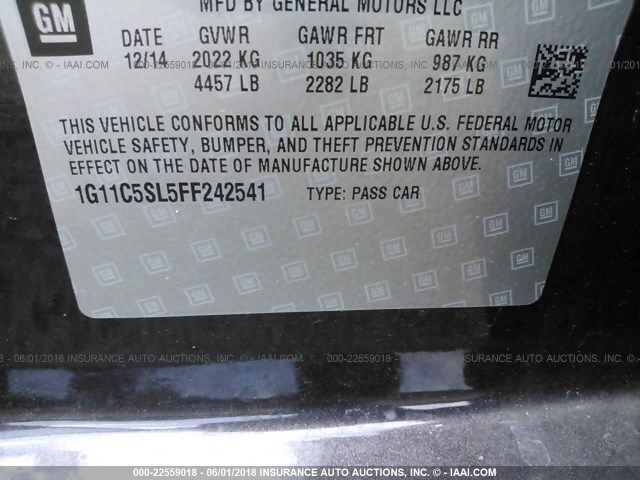 GM
MFD BY GENERAL MOTORS LLC
DATE GVWR GAWR FRT GAWR RR
12/14 2022 KG 1035 KG 987 KG
4457 LB 2282 LB 2175 LB
THIS VEHICLE CONFORMS TO ALL APPLICABLE U.S. FEDERAL MOTOR
VEHICLE SAFETY, BUMPER, AND THEFT PREVENTION STANDARDS IN
EFFECT ON THE DATE OF MANUFACTURE SHOWN ABOVE.
1G11C5SL5FF242541 TYPE: PASS CAR
000-22559018 - 06/01/2018 INSURANCE AUTO AUCTIONS, INC. - © IAAI.COM